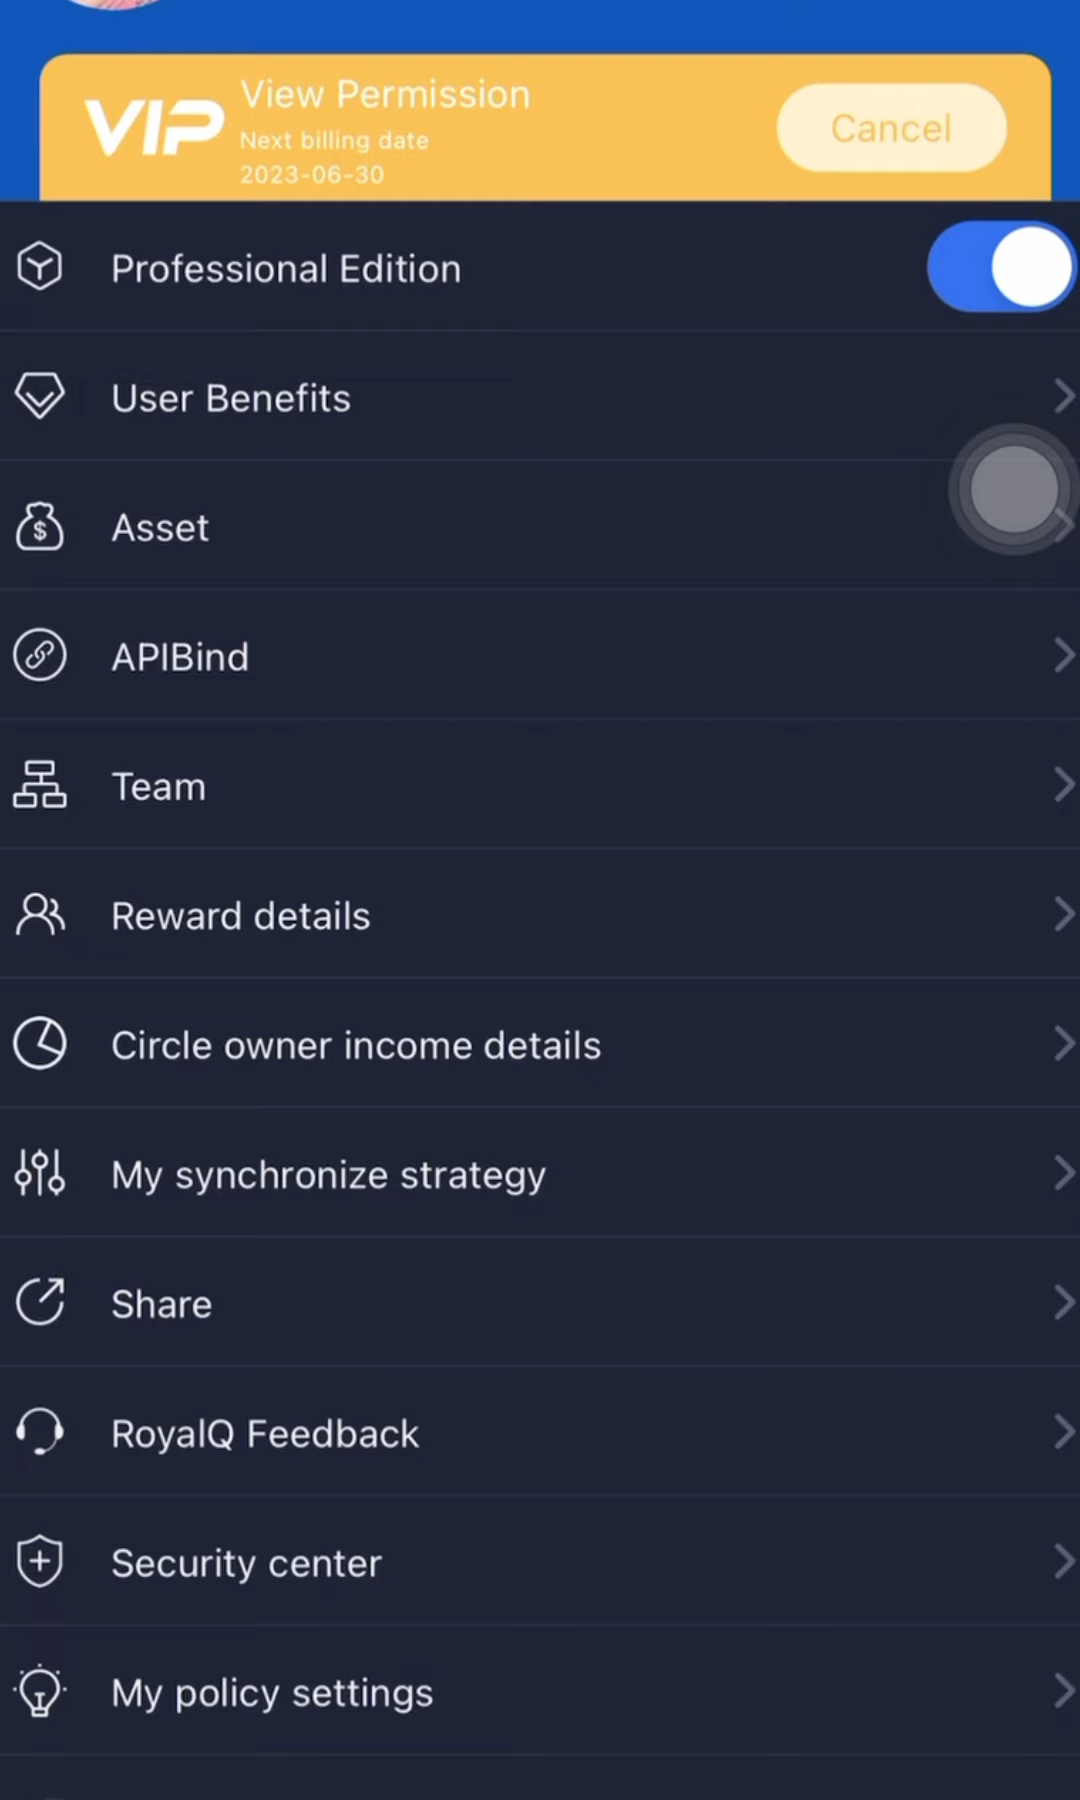 VIP
View Permission
Next billing date
2023-06-30
Cancel
Professional Edition
User Benefits
Asset
APIBind
Team
Reward details
Circle owner income details
My synchronize strategy
Share
RoyalQ Feedback
Security center
My policy settings